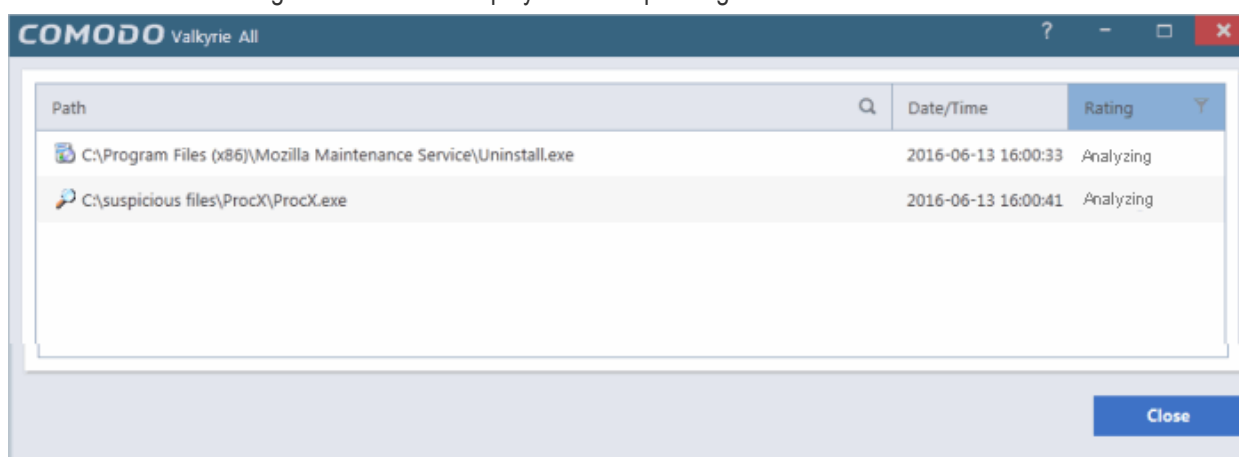 COMODO Valkyrie All ?
Path Date/Time Rating
C:\Program Files (x86)\Mozilla Maintenance Service\Uninstall.exe 2016-06-13 16:00:33 Analyzing
C:\suspicious files\ProcX\ProcX.exe 2016-06-13 16:00:41 Analyzing
Close